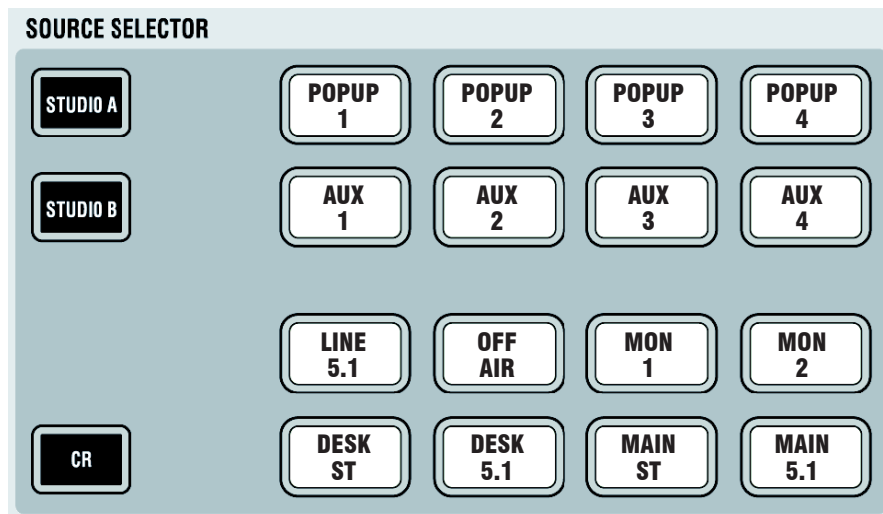 SOURCE SELECTOR
STUDIO A
POPUP
1
POPUP
2
POPUP
3
POPUP
4
STUDIO B
AUX
1
AUX
2
AUX
3
AUX
4
LINE
5.1
OFF
AIR
MON
1
MON
2
CR
DESK
ST
DESK
5.1
MAIN
ST
MAIN
5.1